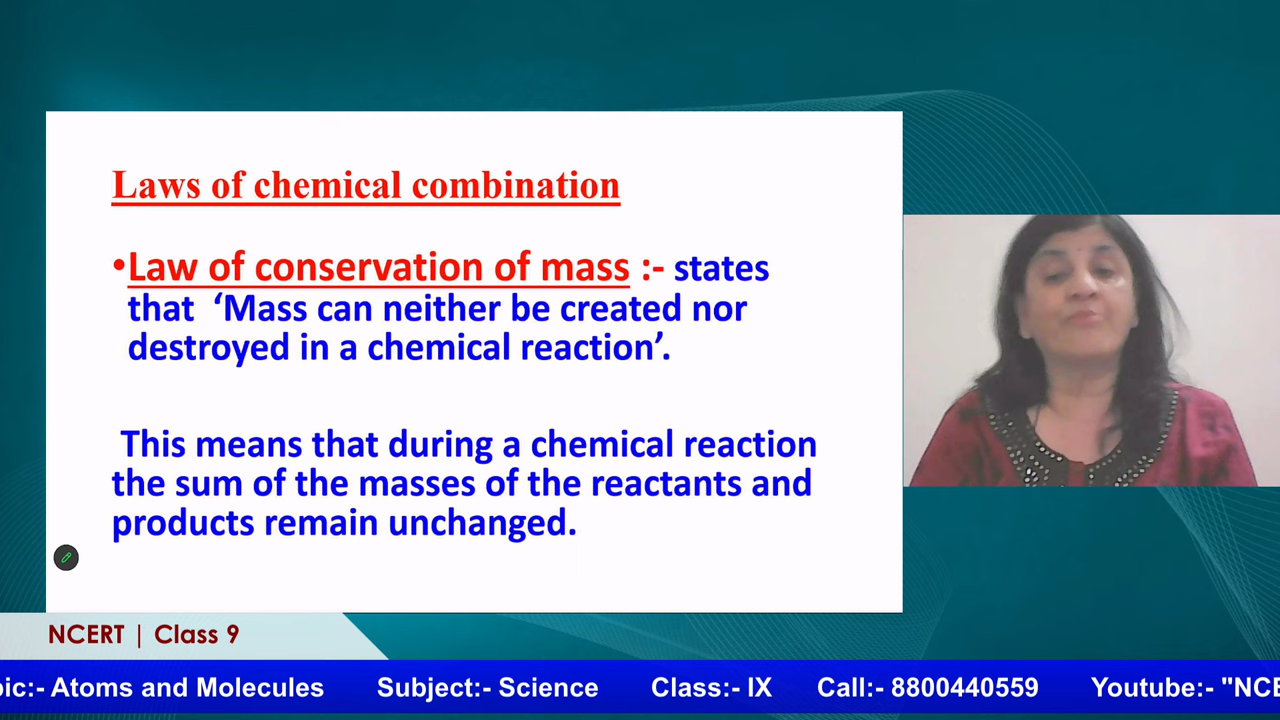 Laws of chemical combination
•Law of conservation of mass :- states
that ‘Mass can neither be created nor
destroyed in a chemical reaction’.
This means that during a chemical reaction
the sum of the masses of the reactants and
products remain unchanged.
NCERT | Class 9
ic:- Atoms and Molecules Subject:- Science Class:- IX Call:- 8800440559 Youtube:- "NCE